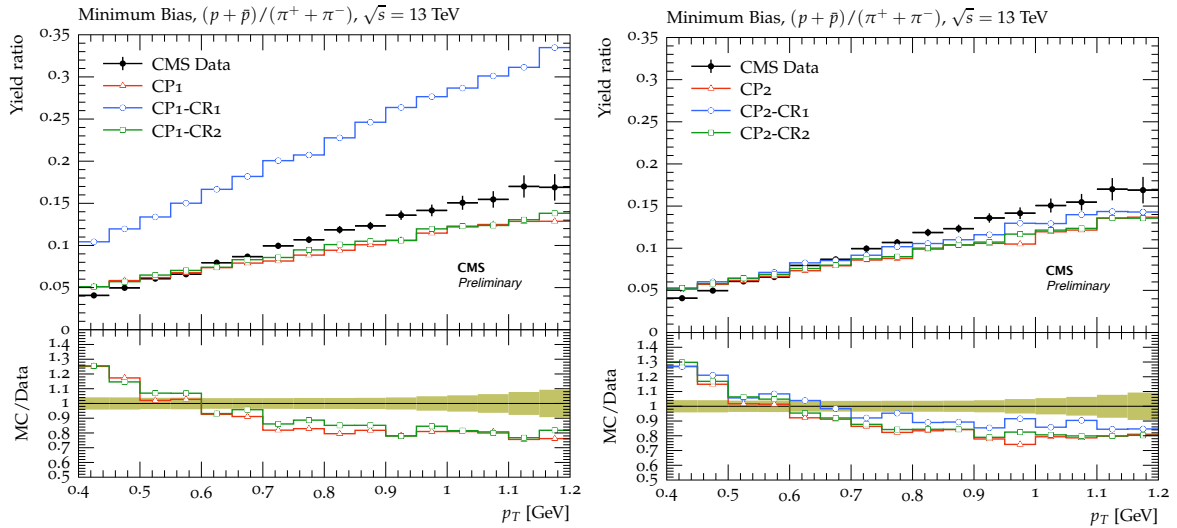 Minimum Bias, (p + p̄)/(π⁺ + π⁻), √s = 13 TeV
Yield ratio
0.35
0.3
0.25
0.2
0.15
0.1
0.05
0
CMS Data
CP1
CP1-CR1
CP1-CR2
CMS
Preliminary
MC/Data
1.4
1.3
1.2
1.1
1
0.9
0.8
0.7
0.6
0.5
0.4
0.5
0.6
0.7
0.8
0.9
1
1.1
1.2
p_T [GeV]
Minimum Bias, (p + p̄)/(π⁺ + π⁻), √s = 13 TeV
Yield ratio
0.35
0.3
0.25
0.2
0.15
0.1
0.05
0
CMS Data
CP2
CP2-CR1
CP2-CR2
CMS
Preliminary
MC/Data
1.4
1.3
1.2
1.1
1
0.9
0.8
0.7
0.6
0.5
0.4
0.5
0.6
0.7
0.8
0.9
1
1.1
1.2
p_T [GeV]